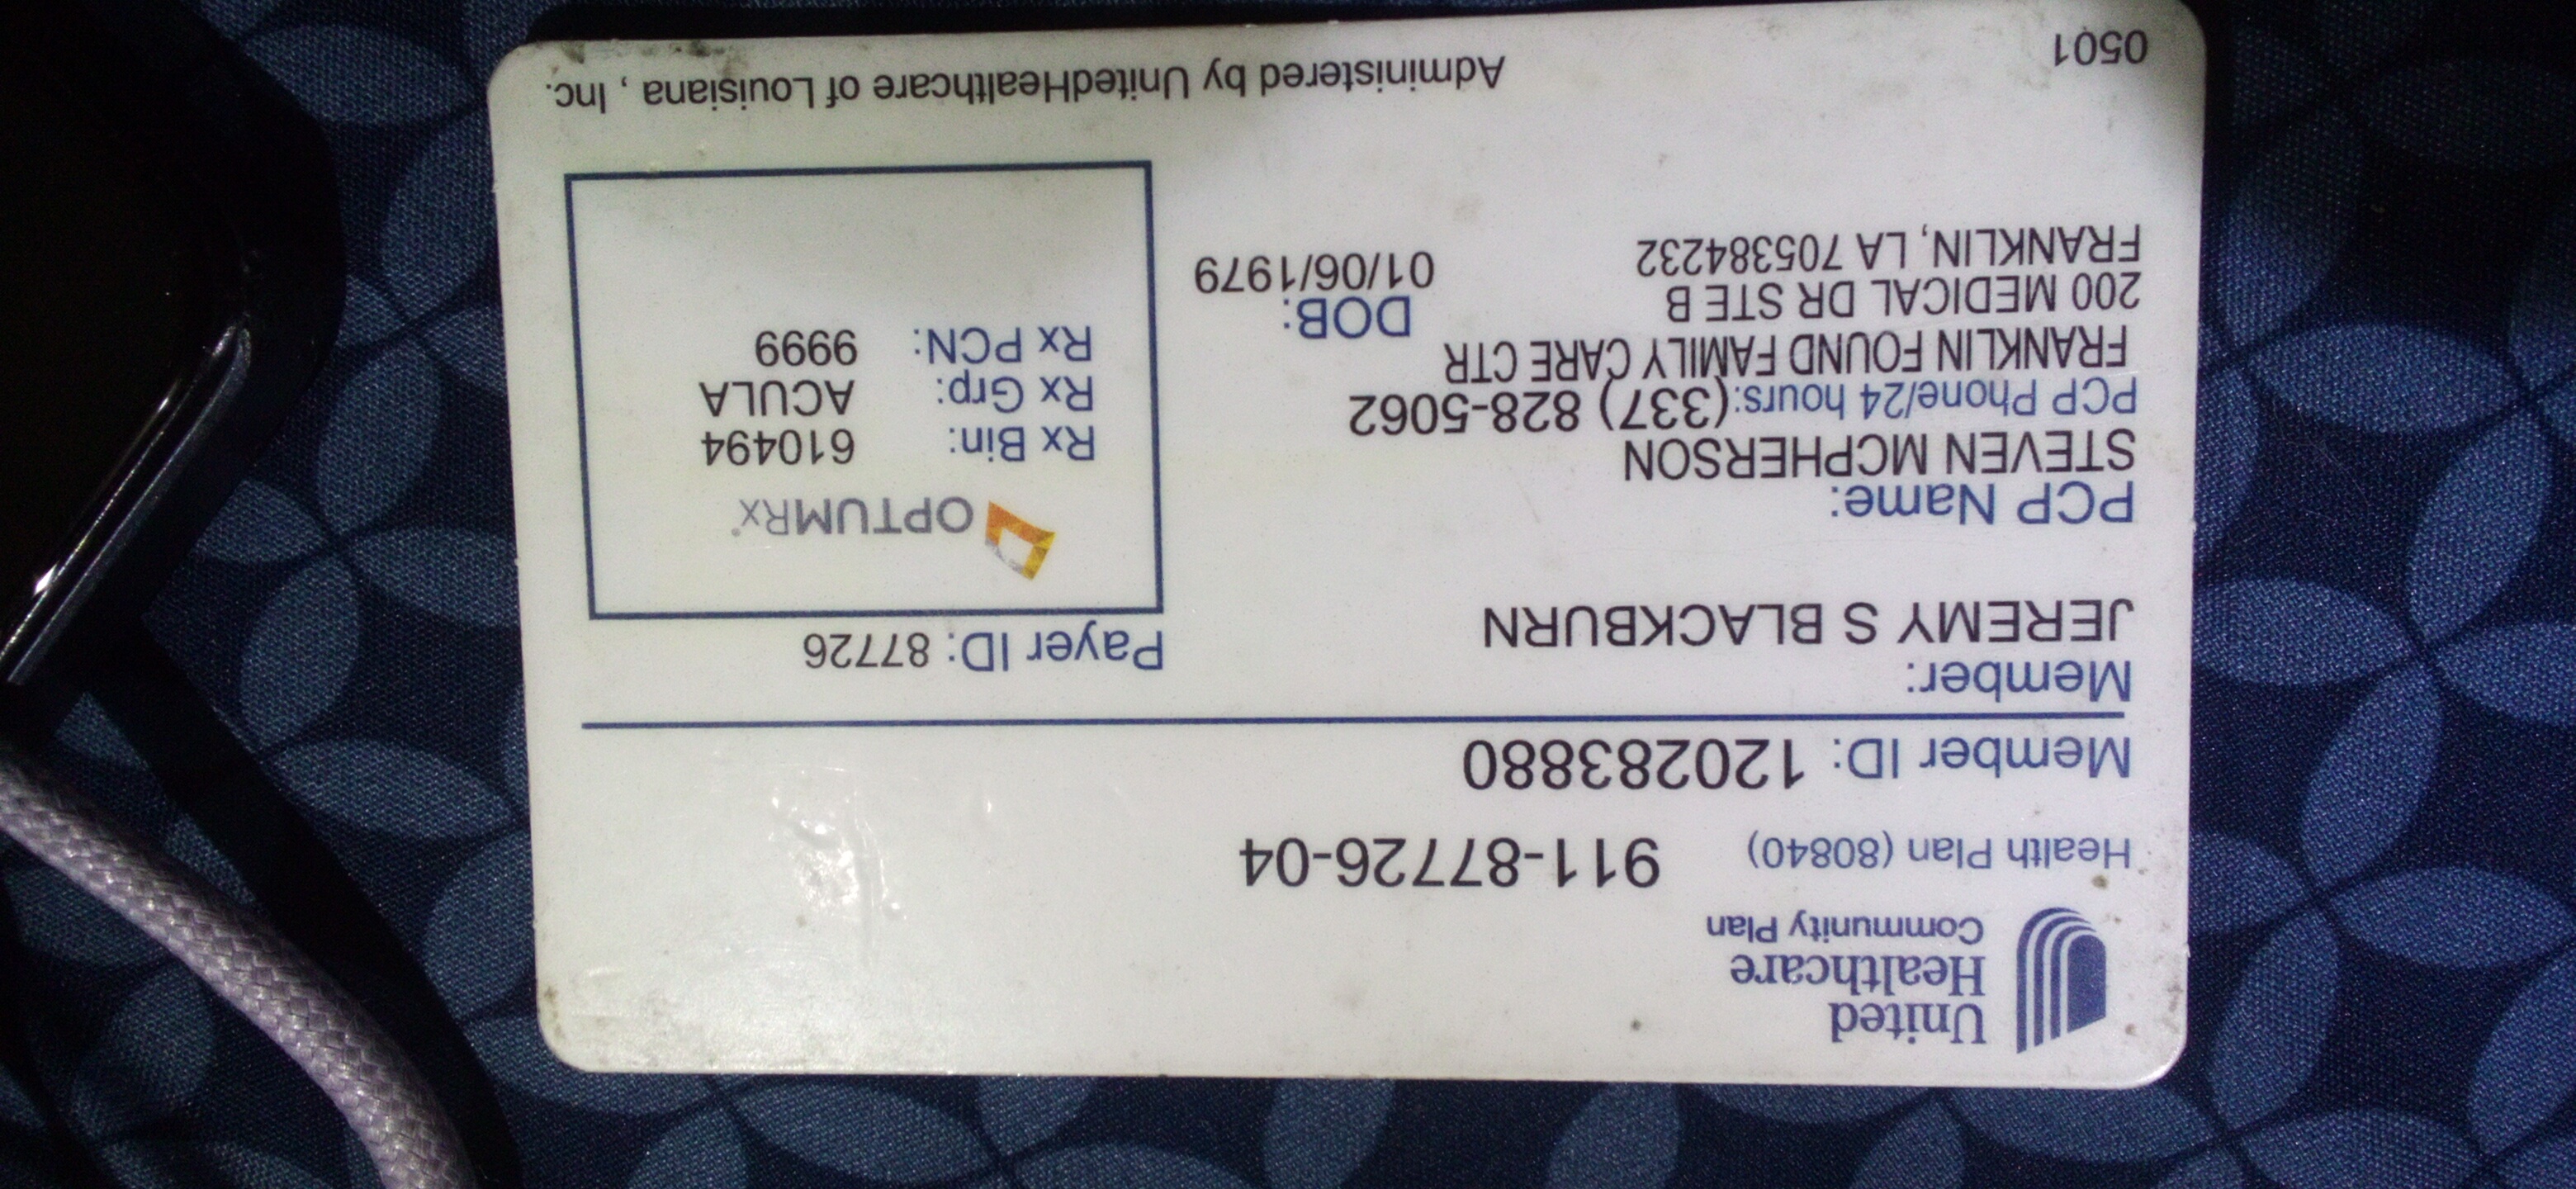 United
Healthcare
Community Plan
Health Plan (80840) 911-87726-04
Member ID: 120283880
Member:
JEREMY S BLACKBURN
Payer ID: 87726
PCP Name:
STEVEN MCPHERSON
PCP Phone/24 hours:(337) 828-5062
FRANKLIN FOUND FAMILY CARE CTR
200 MEDICAL DR STE B
FRANKLIN, LA 705384232
DOB:
01/06/1979
OPTUMRx
Rx Bin: 610494
Rx Grp: ACULA
Rx PCN: 9999
0501
Administered by UnitedHealthcare of Louisiana , Inc.